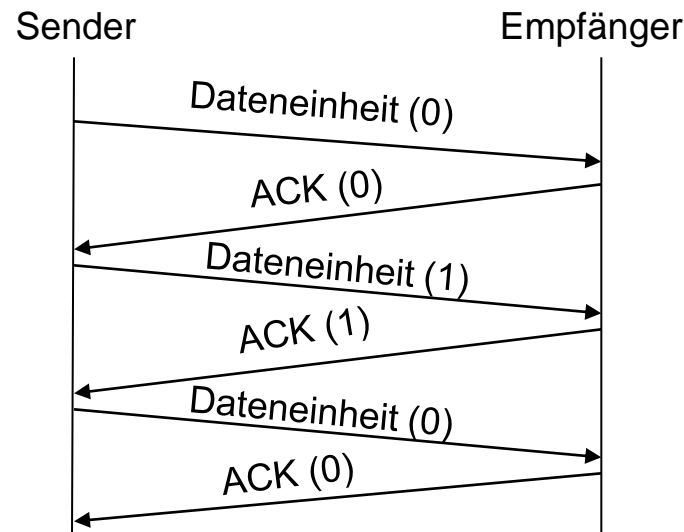 Sender Empfänger
Dateneinheit (0)
ACK (0)
Dateneinheit (1)
ACK (1)
Dateneinheit (0)
ACK (0)